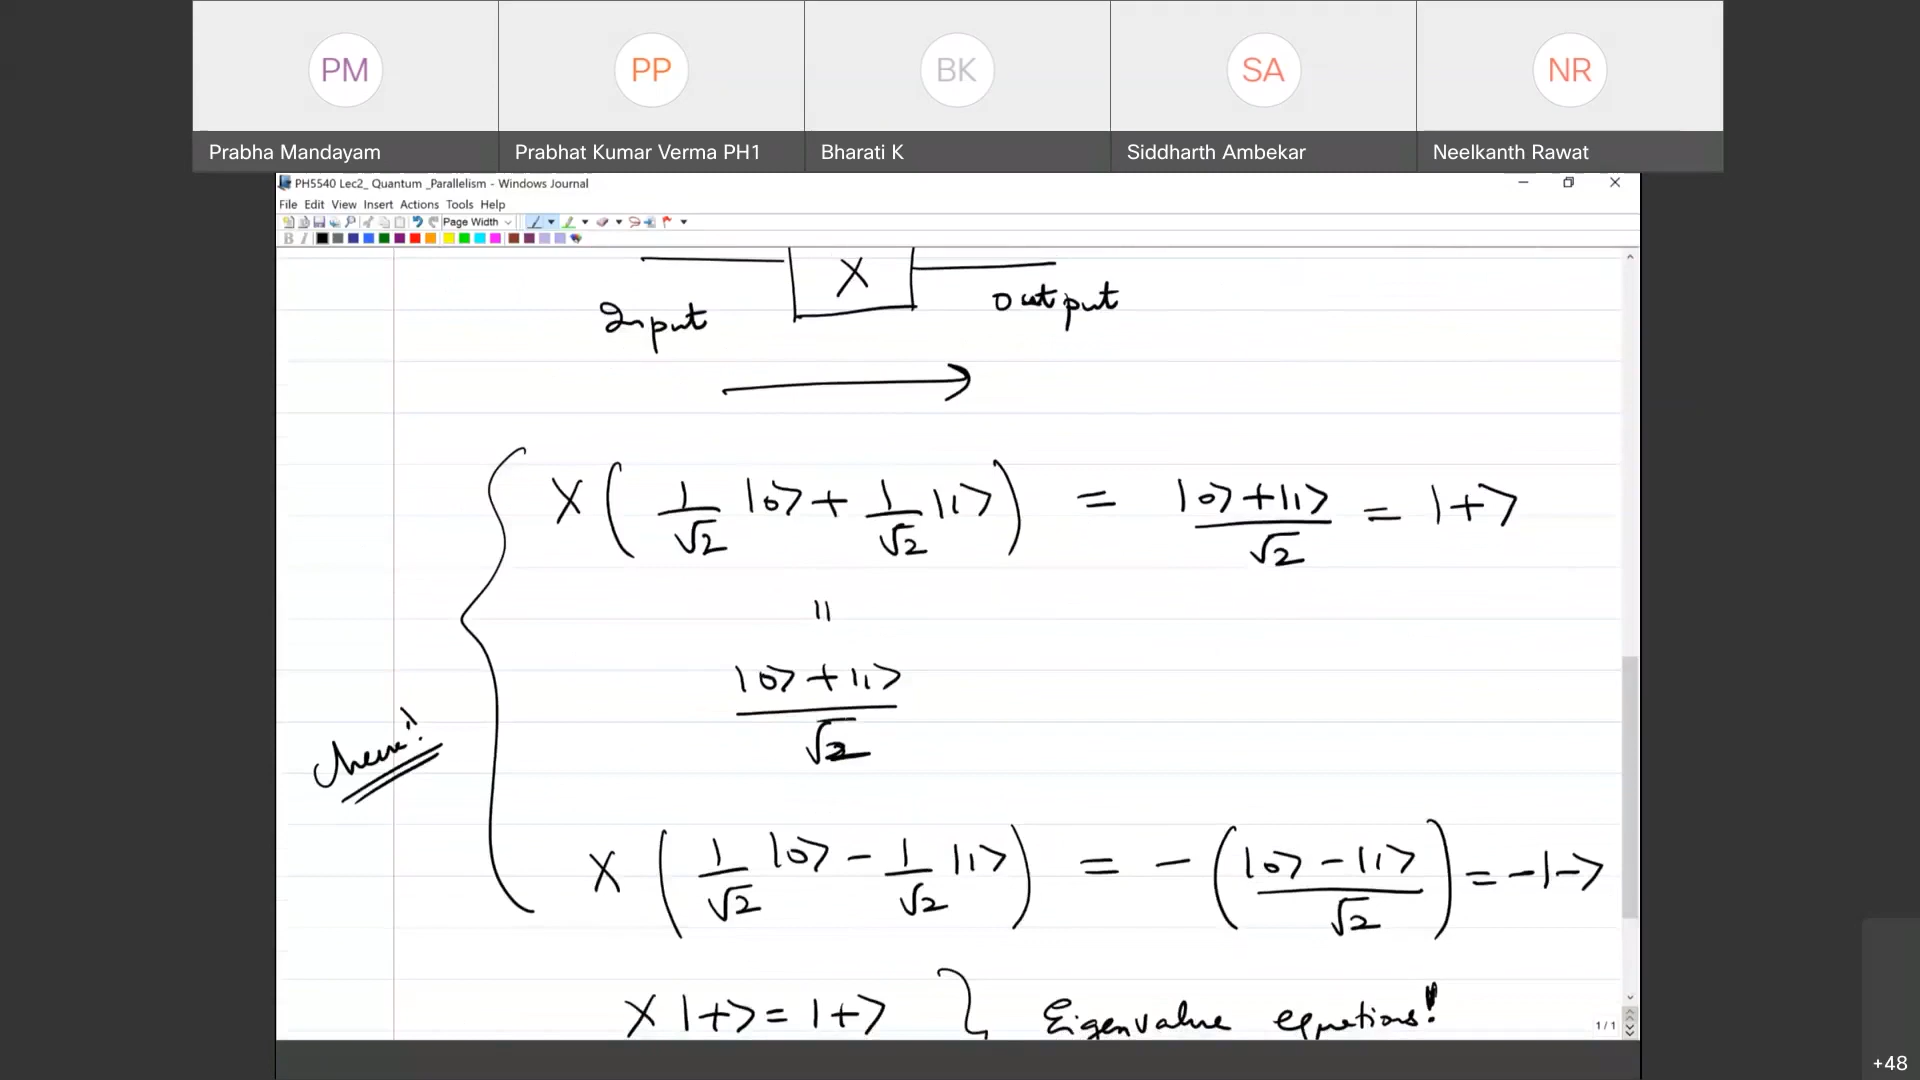 PM PP BK SA NR
Prabha Mandayam Prabhat Kumar Verma PH1 Bharati K Siddharth Ambekar Neelkanth Rawat
PH5540 Lec2_ Quantum _Parallelism - Windows Journal
File Edit View Insert Actions Tools Help
Page Width
B I
X
Input Output
X ( 1/√2 |0> + 1/√2 |1> ) = |0> + |1> / √2 = |+>
||
|0> + |1> / √2
X ( 1/√2 |0> - 1/√2 |1> ) = - ( |0> - |1> / √2 ) = - |->
X |+> = |+> } Eigenvalue equations!
1 / 1
+48